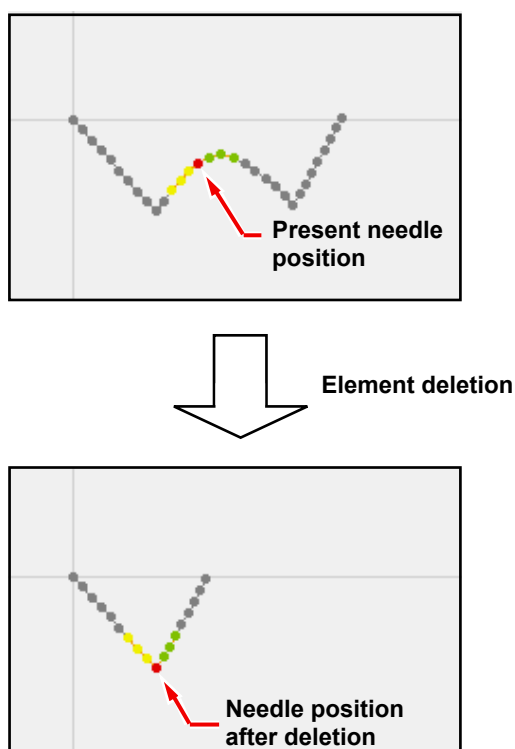 Present needle
position
Element deletion
Needle position
after deletion